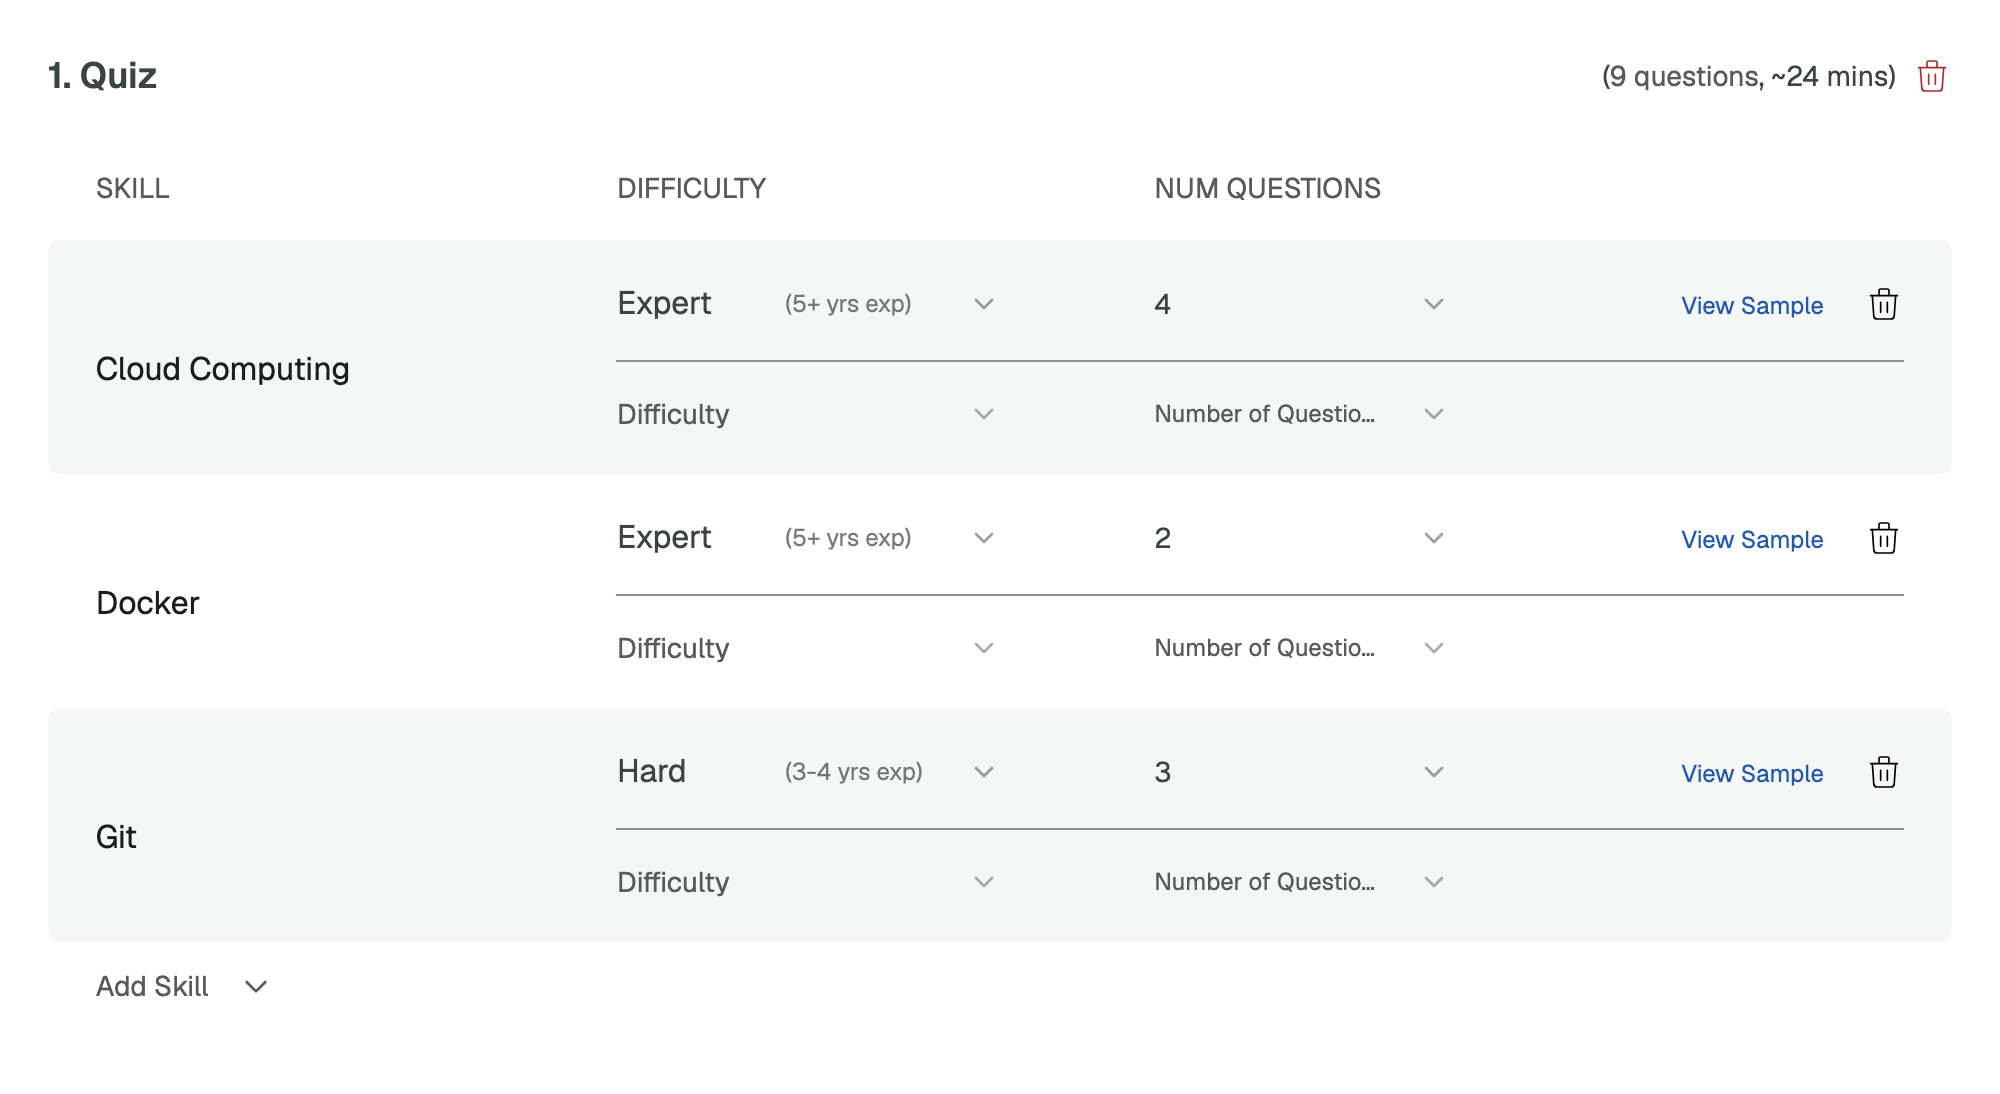 1. Quiz
(9 questions, ~24 mins)
SKILL DIFFICULTY NUM QUESTIONS
Cloud Computing
Expert (5+ yrs exp) 4 View Sample
Difficulty Number of Questio...
Docker
Expert (5+ yrs exp) 2 View Sample
Difficulty Number of Questio...
Git
Hard (3-4 yrs exp) 3 View Sample
Difficulty Number of Questio...
Add Skill